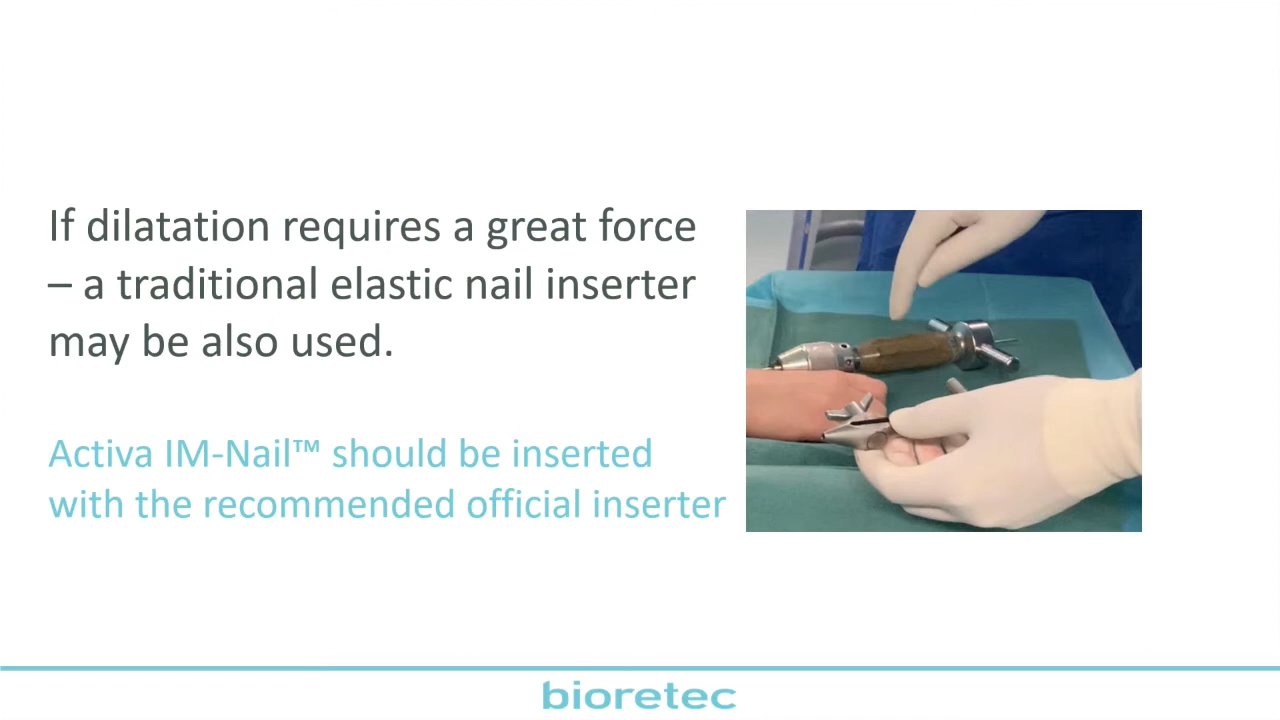 If dilatation requires a great force
– a traditional elastic nail inserter
may be also used.
Activa IM-Nail™ should be inserted
with the recommended official inserter
bioretec